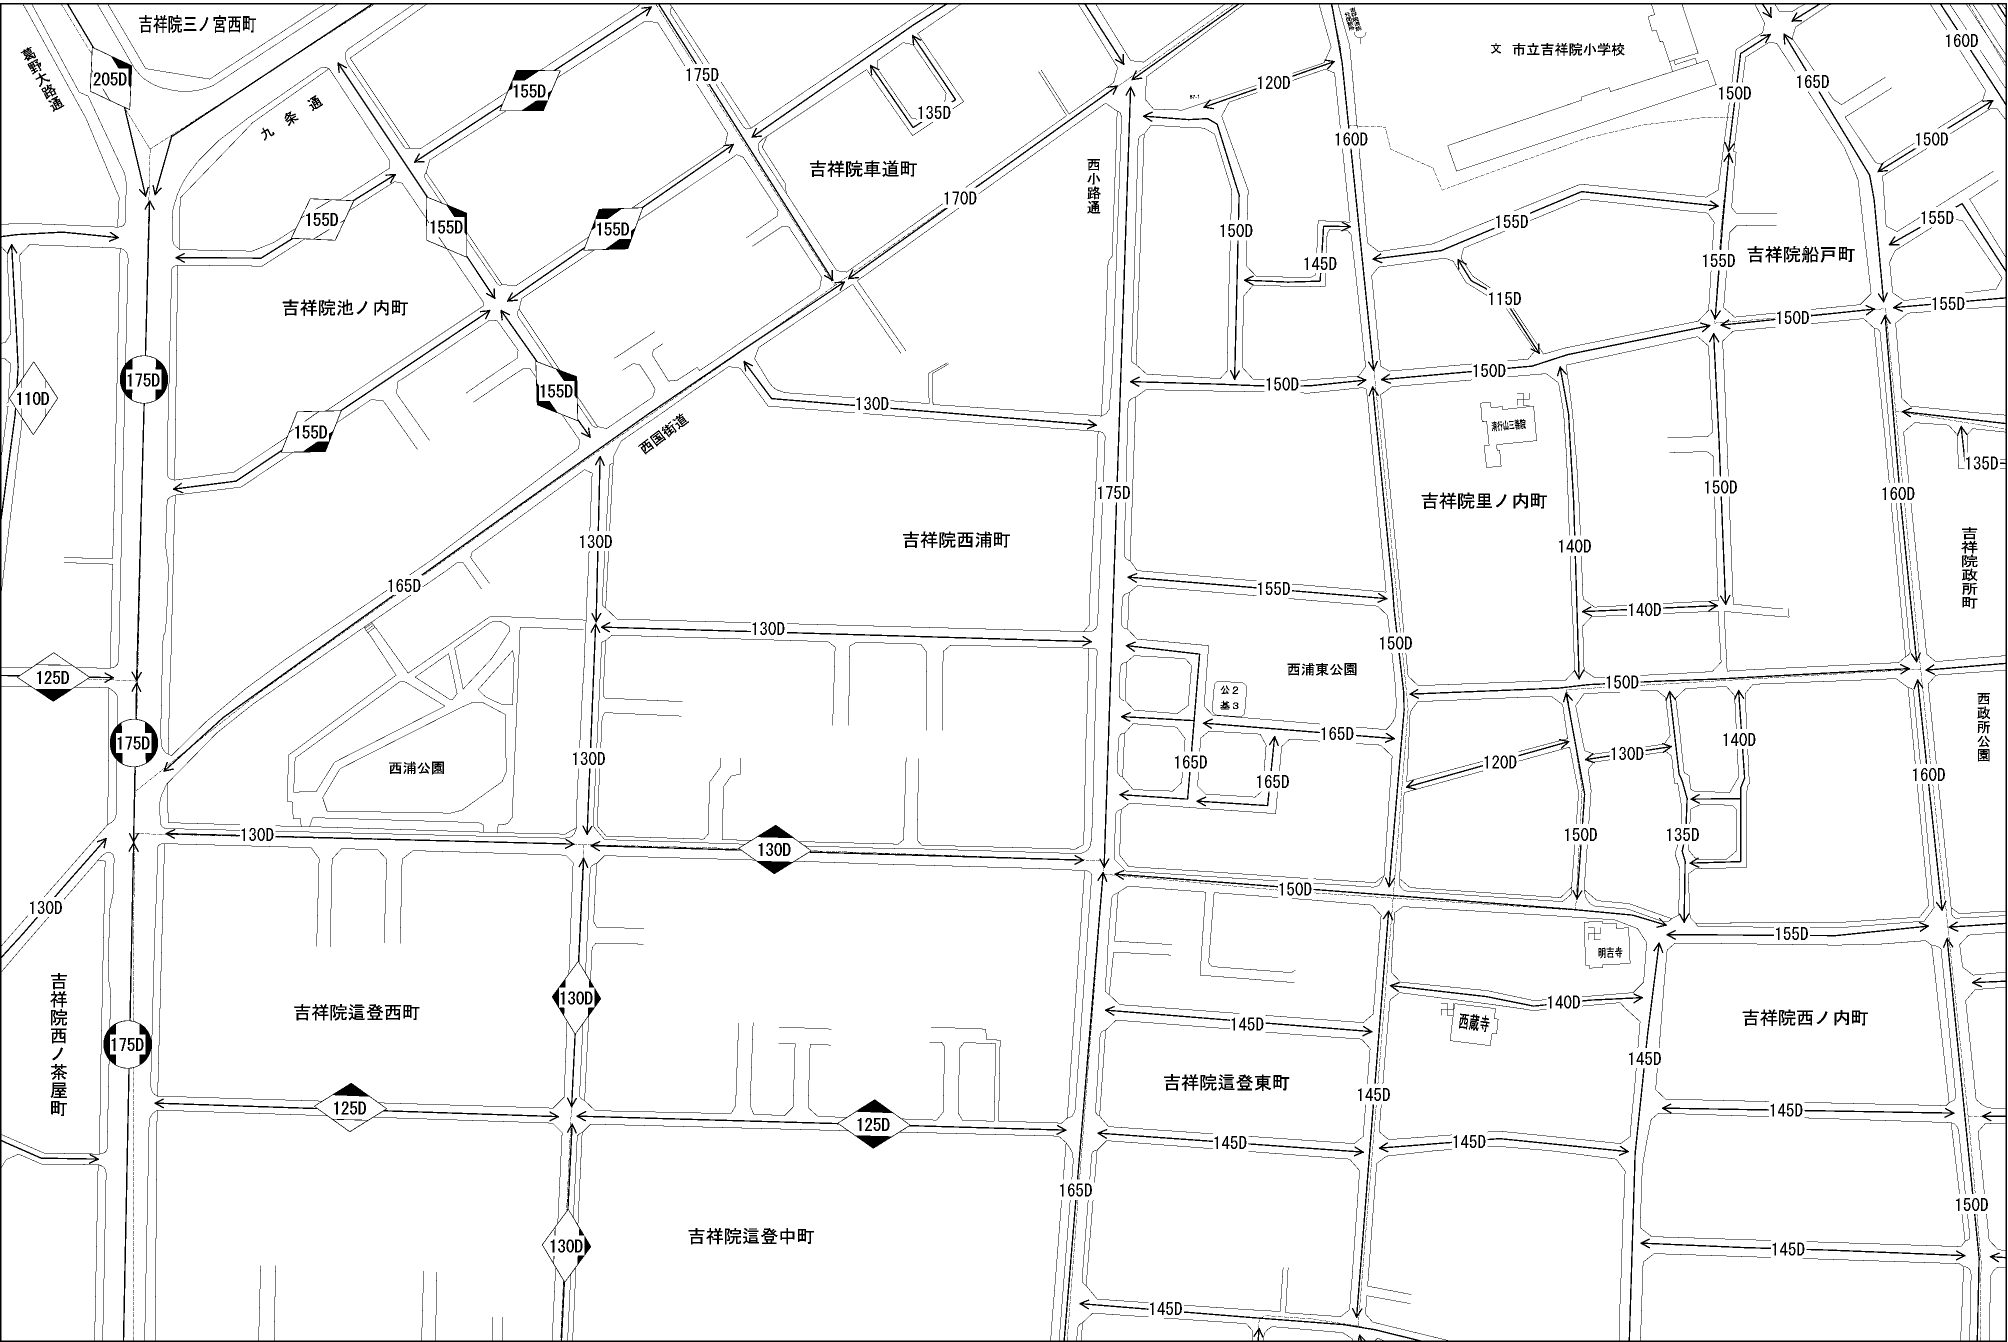 吉祥院三ノ宮西町
葛野大路通
205D
九条通
155D
175D
135D
120D
文 市立吉祥院小学校
160D
165D
150D
160D
150D
吉祥院車道町
西小路通
170D
155D
155D
155D
150D
145D
155D
155D
吉祥院船戸町
155D
吉祥院池ノ内町
115D
150D
155D
175D
110D
155D
155D
西国街道
130D
150D
150D
175D
吉祥院里ノ内町
150D
160D
135D
130D
吉祥院西浦町
140D
吉祥院政所町
165D
155D
140D
130D
150D
西浦東公園
125D
公2
基3
150D
西政所公園
175D
西浦公園
130D
165D
165D
165D
120D
130D
140D
160D
130D
130D
150D
135D
130D
150D
155D
明吉寺
吉祥院西ノ茶屋町
吉祥院這登西町
130D
145D
140D
西蔵寺
吉祥院西ノ内町
175D
145D
吉祥院這登東町
125D
125D
145D
145D
145D
145D
165D
150D
吉祥院這登中町
130D
145D
145D